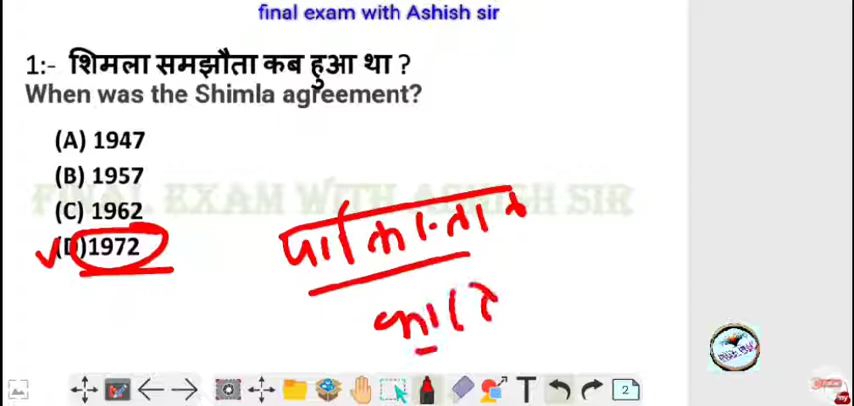 final exam with Ashish sir
1:- शिमला समझौता कब हुआ था ?
When was the Shimla agreement?
(A) 1947
(B) 1957
FINAL EXAM WITH ASHISH SIR
(C) 1962
(D) 1972
पाकिस्तान
2